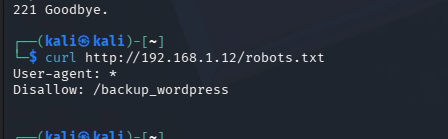 221 Goodbye.
┌──(kali㉿kali)-[~]
└─$ curl http://192.168.1.12/robots.txt
User-agent: *
Disallow: /backup_wordpress
┌──(kali㉿kali)-[~]